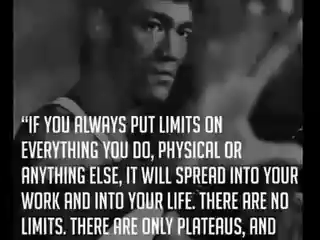 “IF YOU ALWAYS PUT LIMITS ON
EVERYTHING YOU DO, PHYSICAL OR
ANYTHING ELSE, IT WILL SPREAD INTO YOUR
WORK AND INTO YOUR LIFE. THERE ARE NO
LIMITS. THERE ARE ONLY PLATEAUS, AND